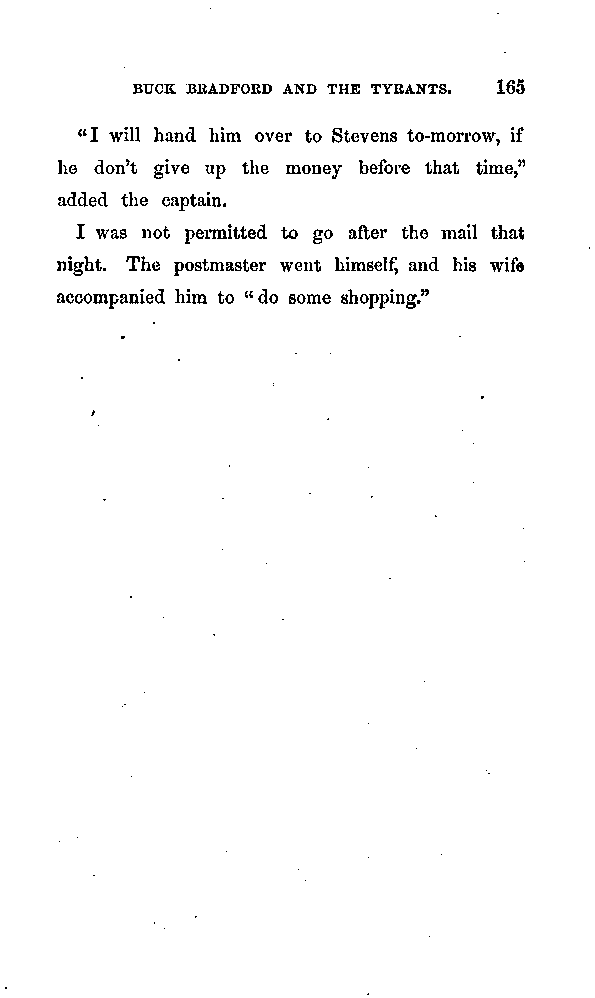 BUCK BRADFORD AND THE TYRANTS. 165
"I will hand him over to Stevens to-morrow, if
he don't give up the money before that time,"
added the captain.
I was not permitted to go after the mail that
night. The postmaster went himself, and his wife
accompanied him to "do some shopping."